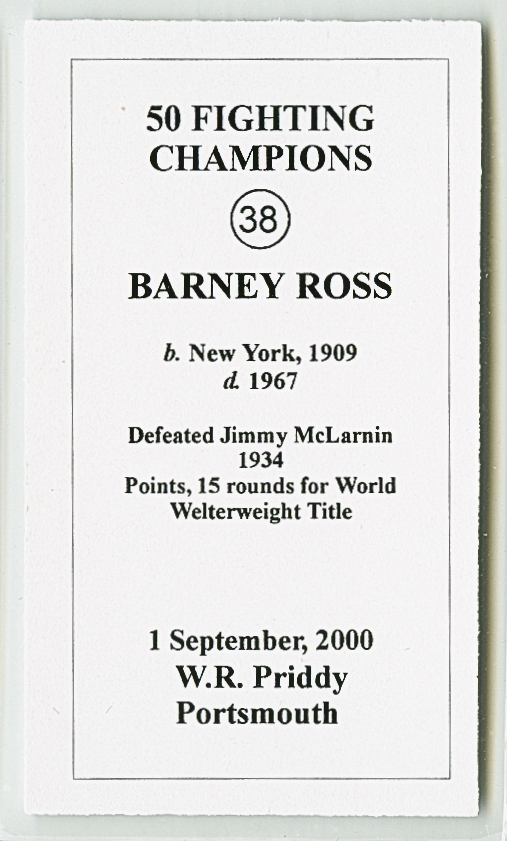 50 FIGHTING
CHAMPIONS
38
BARNEY ROSS
b. New York, 1909
d. 1967
Defeated Jimmy McLarnin
1934
Points, 15 rounds for World
Welterweight Title
1 September, 2000
W.R. Priddy
Portsmouth